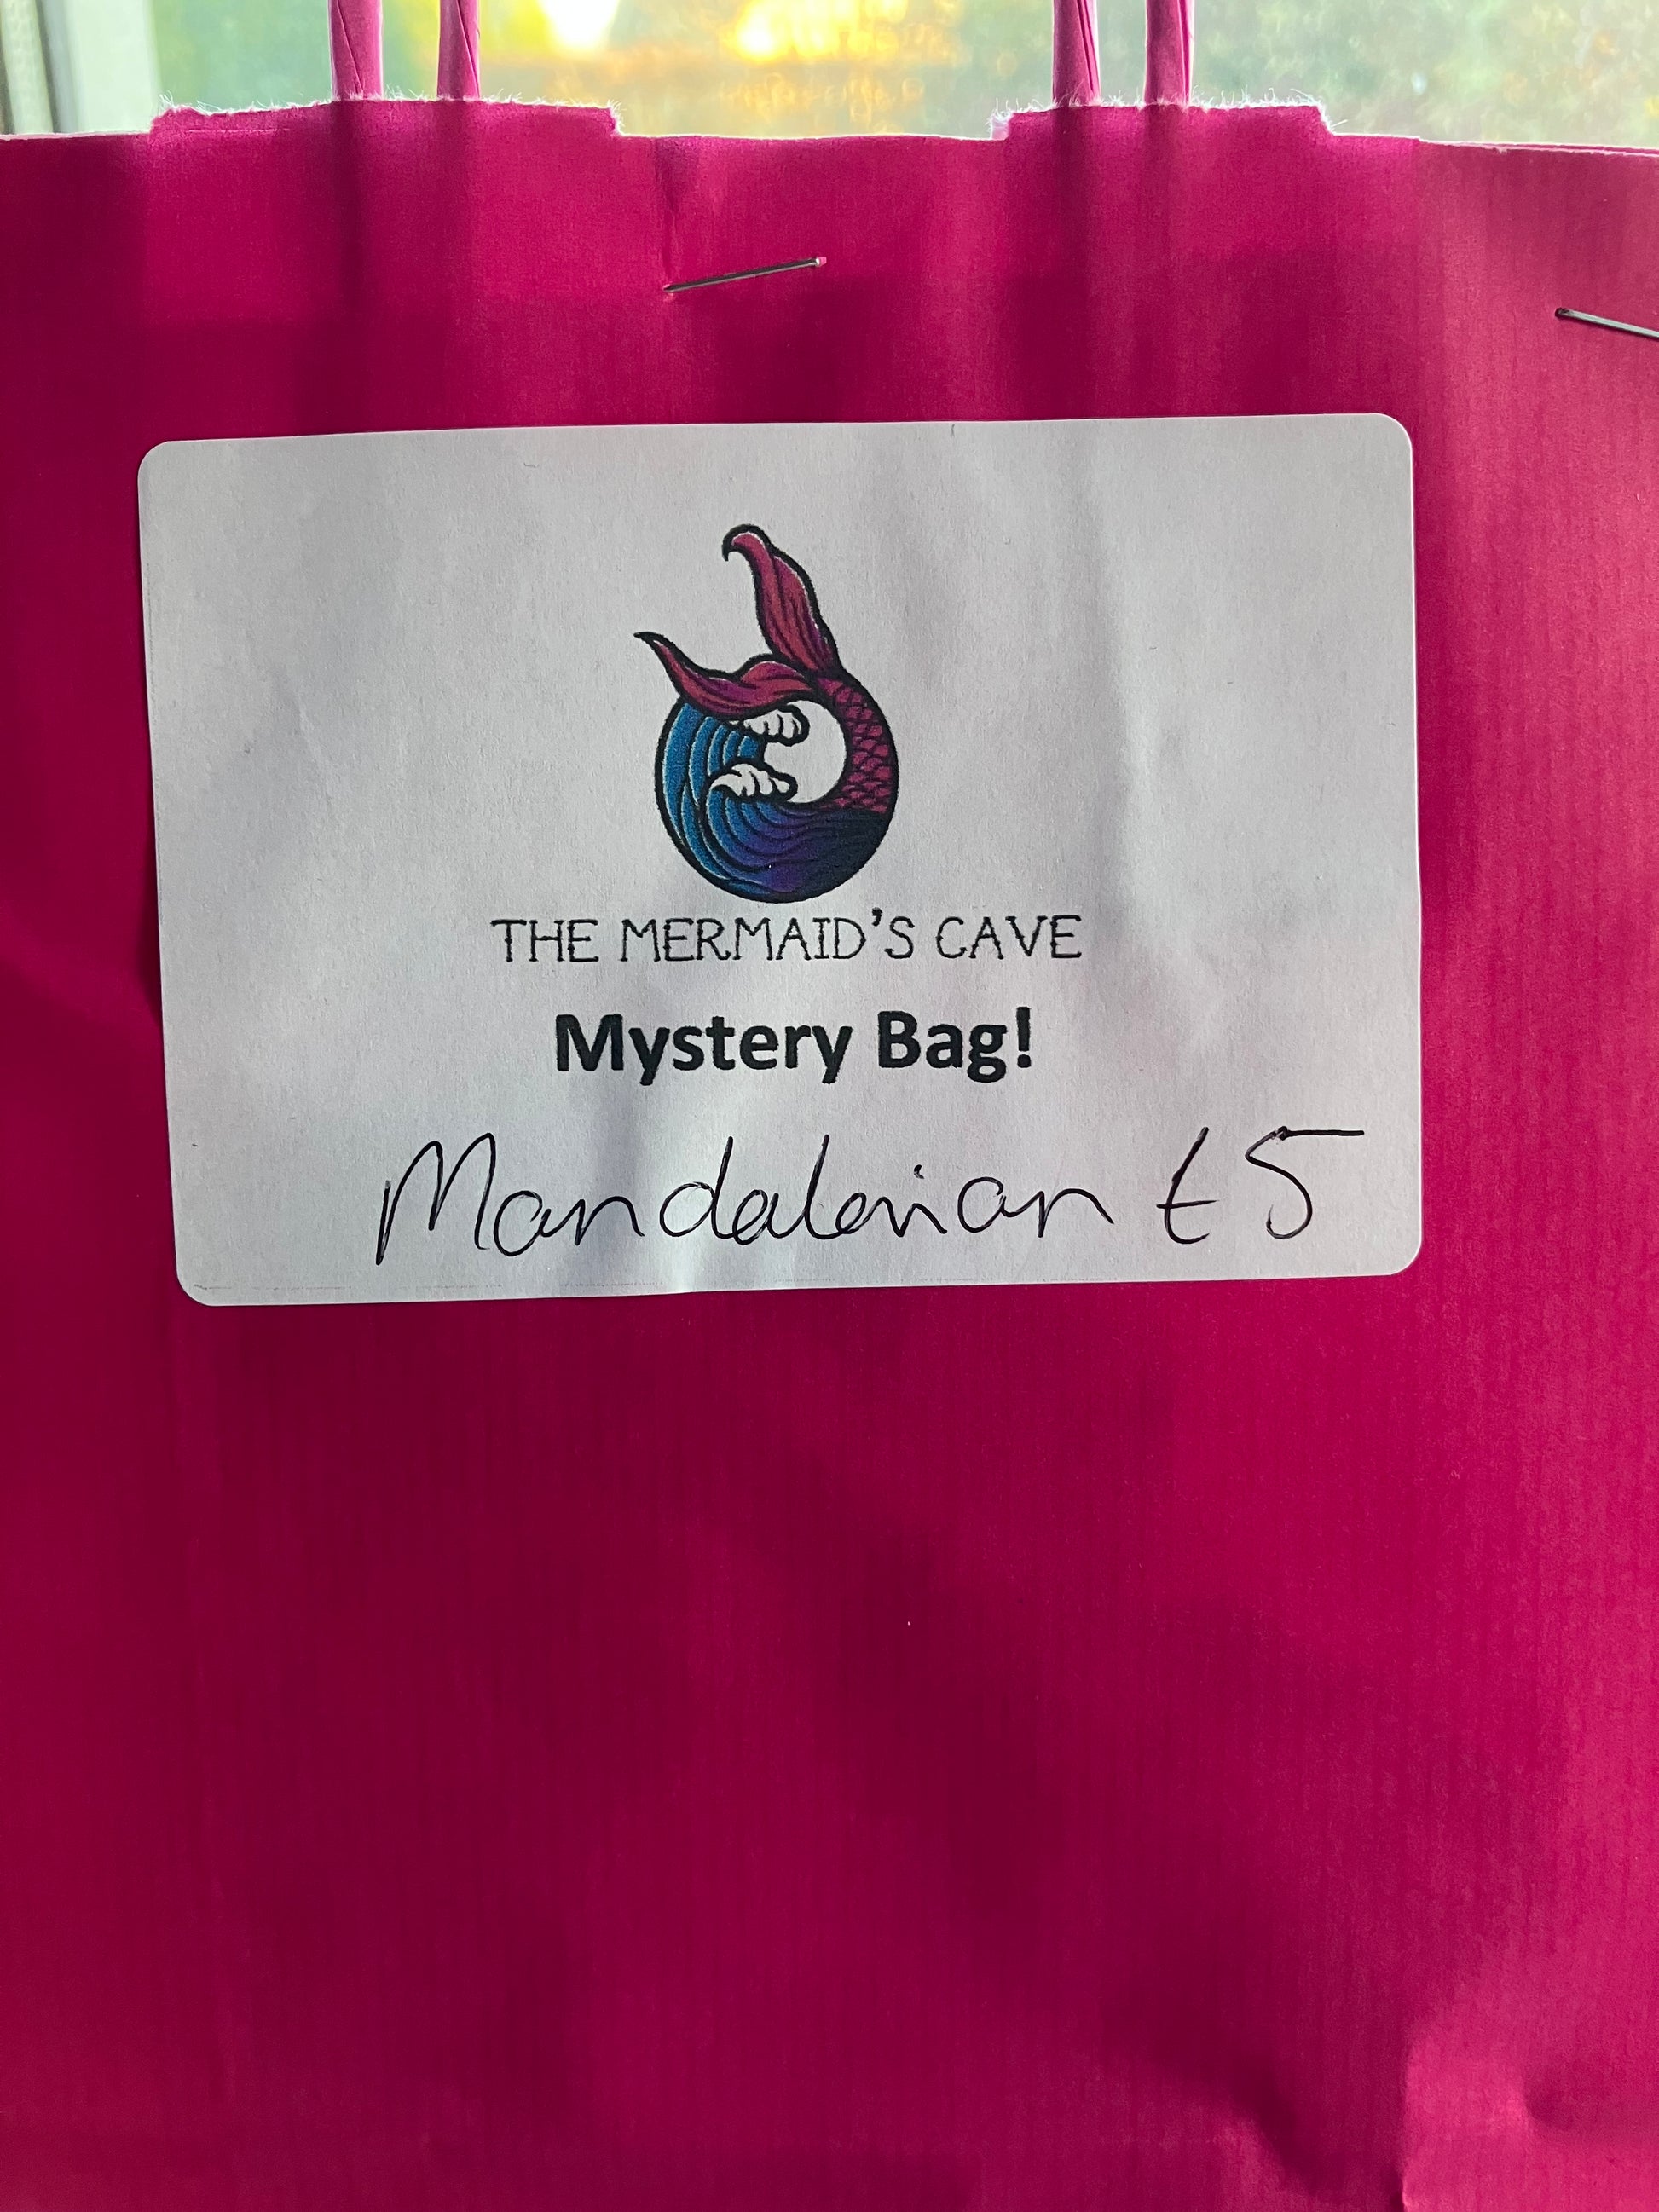 THE MERMAID'S CAVE
Mystery Bag!
Mandalorian £5